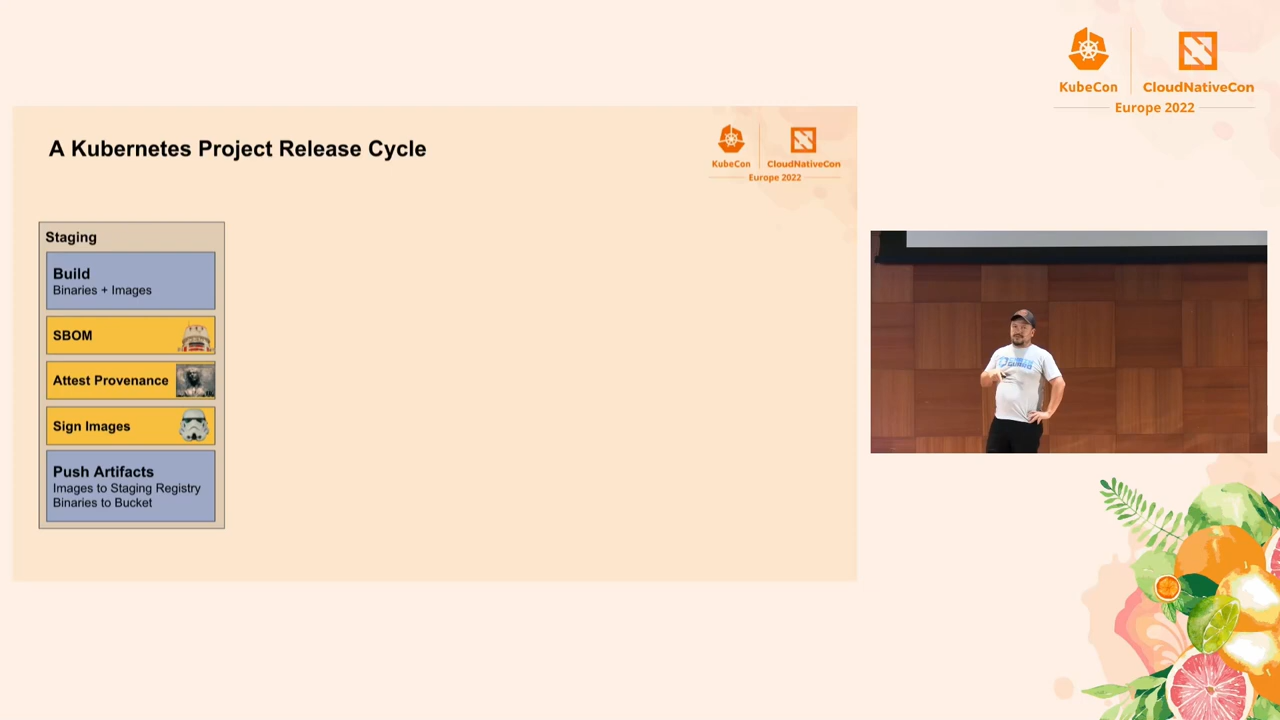 KubeCon
CloudNativeCon
Europe 2022
A Kubernetes Project Release Cycle
KubeCon
CloudNativeCon
Europe 2022
Staging
Build
Binaries + Images
SBOM
Attest Provenance
Sign Images
Push Artifacts
Images to Staging Registry
Binaries to Bucket